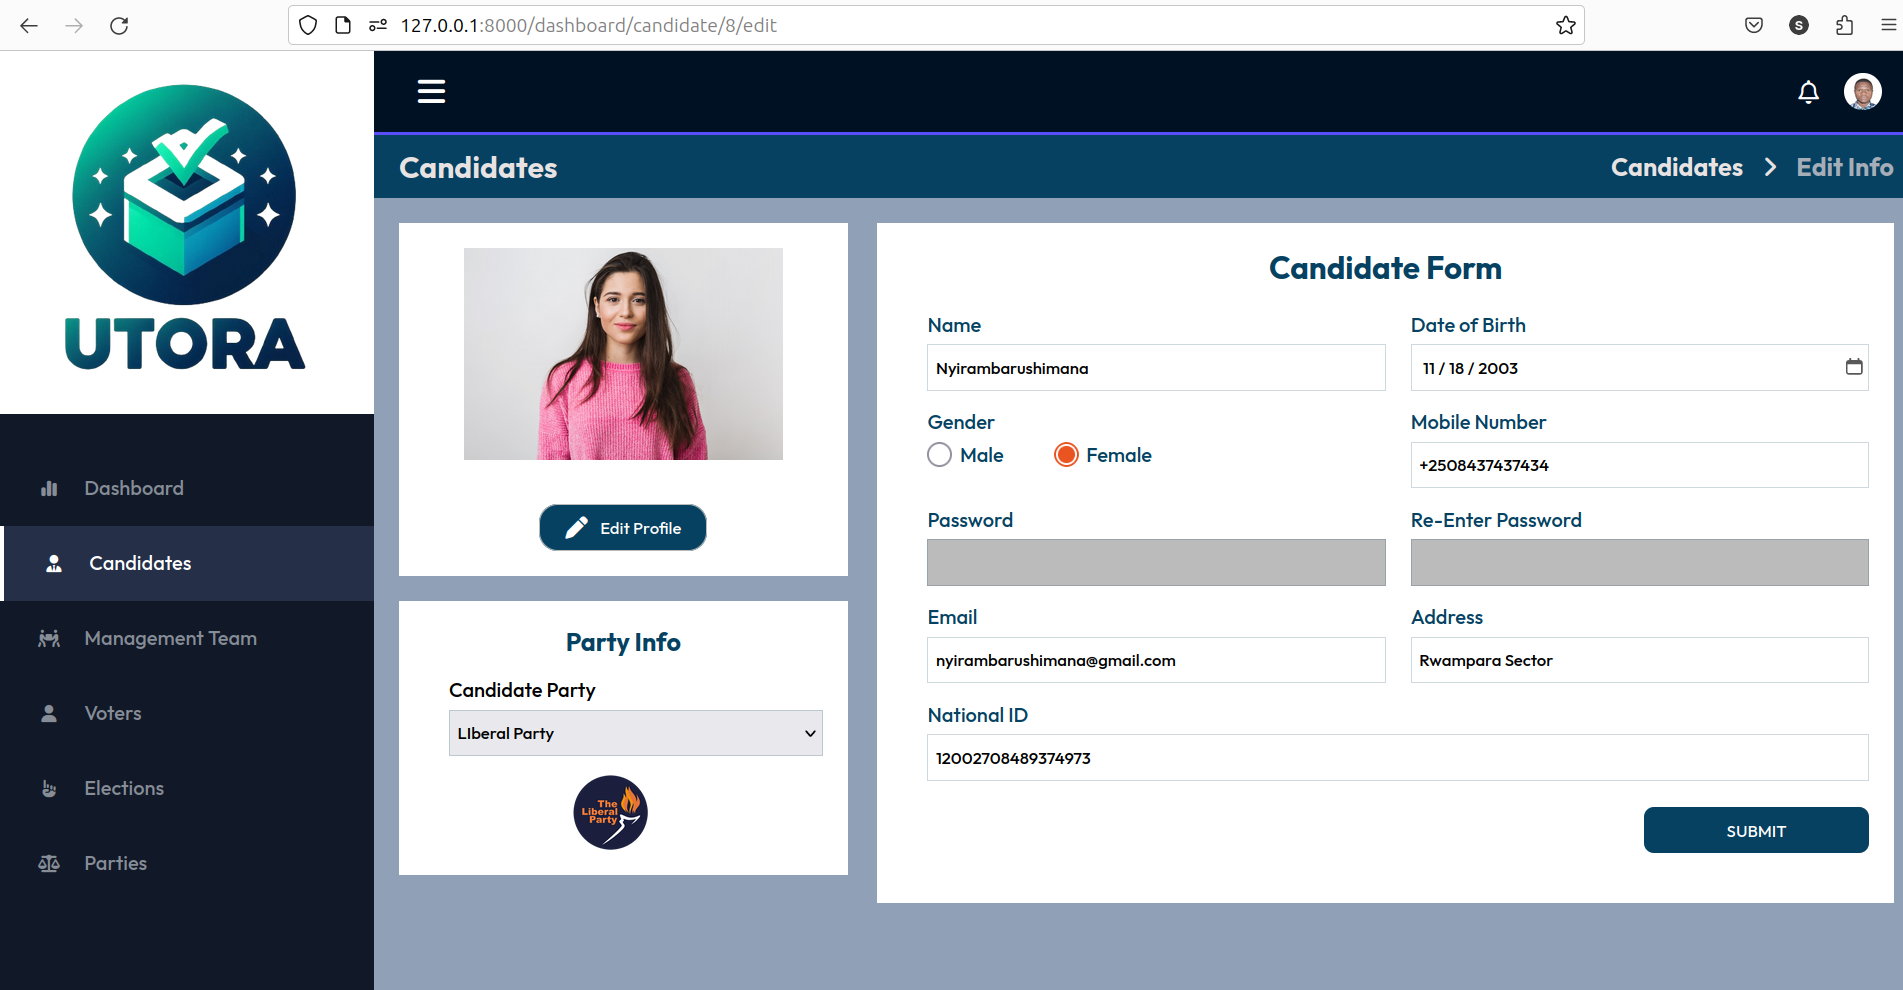 127.0.0.1:8000/dashboard/candidate/8/edit
S
UTORA
Dashboard
Candidates
Management Team
Voters
Elections
Parties
Candidates
Candidates
Edit Info
Edit Profile
Party Info
Candidate Party
LIberal Party
The
Liberal
Party
Candidate Form
Name
Date of Birth
Nyirambarushimana
11 / 18 / 2003
Gender
Mobile Number
Male
Female
+2508437437434
Password
Re-Enter Password
Email
Address
nyirambarushimana@gmail.com
Rwampara Sector
National ID
12002708489374973
SUBMIT